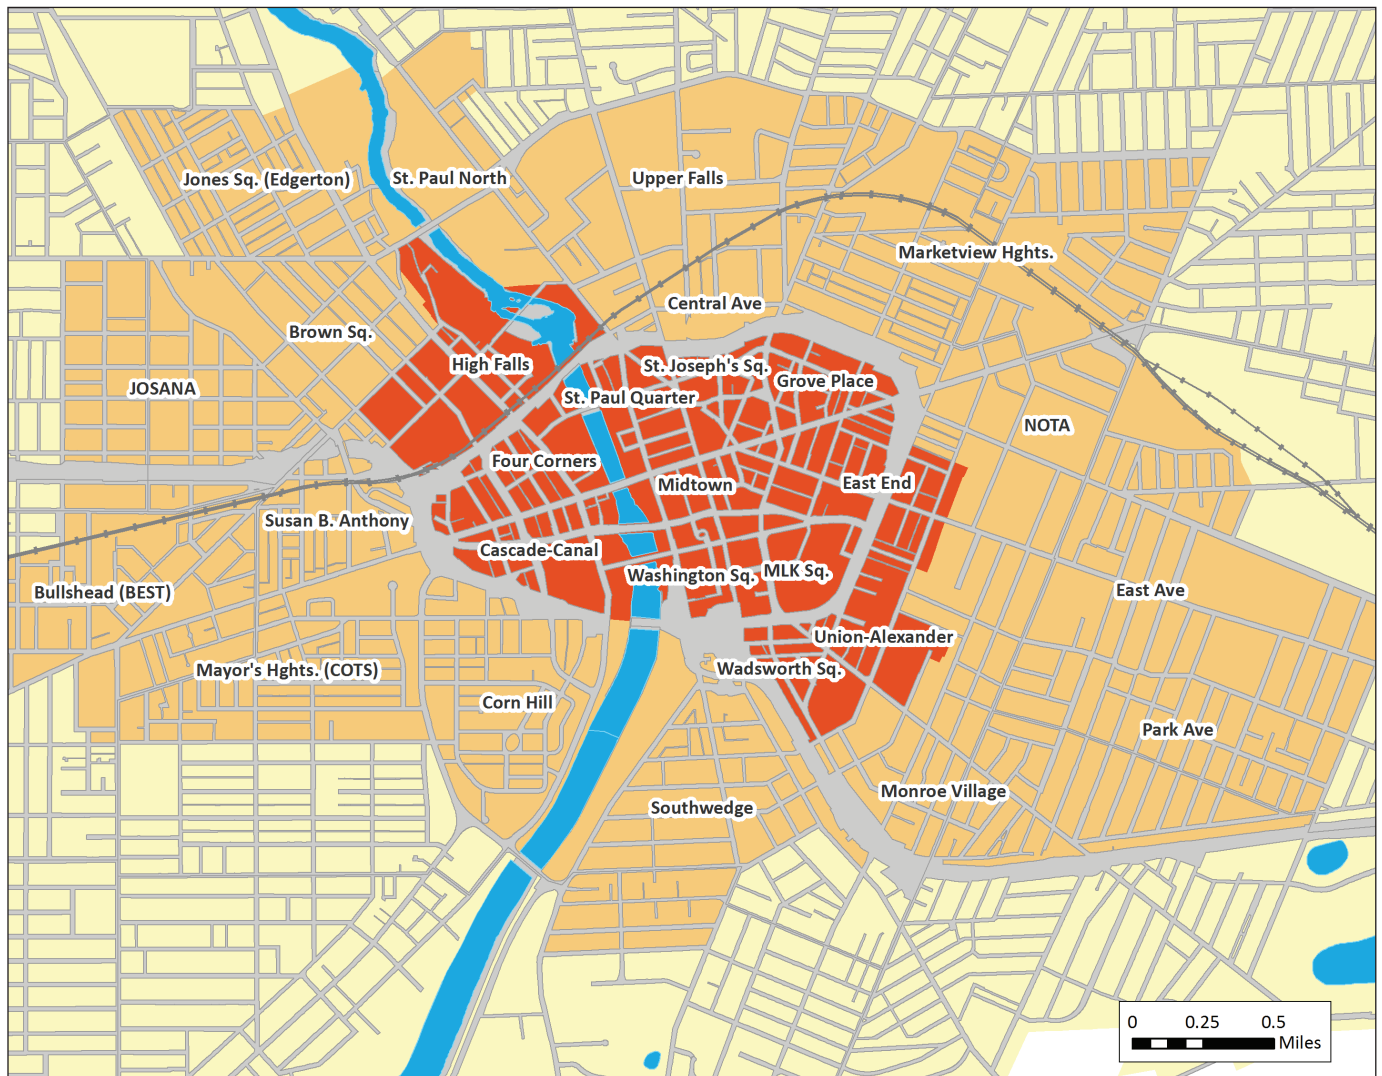 St. Paul North
Upper Falls
Jones Sq. (Edgerton)
Marketview Hghts.
Central Ave
Brown Sq.
High Falls
St. Joseph's Sq.
Grove Place
JOSANA
St. Paul Quarter
NOTA
Four Corners
Midtown
East End
Susan B. Anthony
Cascade-Canal
Washington Sq.
MLK Sq.
Bullshead (BEST)
East Ave
Union-Alexander
Mayor's Hghts. (COTS)
Wadsworth Sq.
Corn Hill
Park Ave
Monroe Village
Southwedge
0 0.25 0.5
Miles